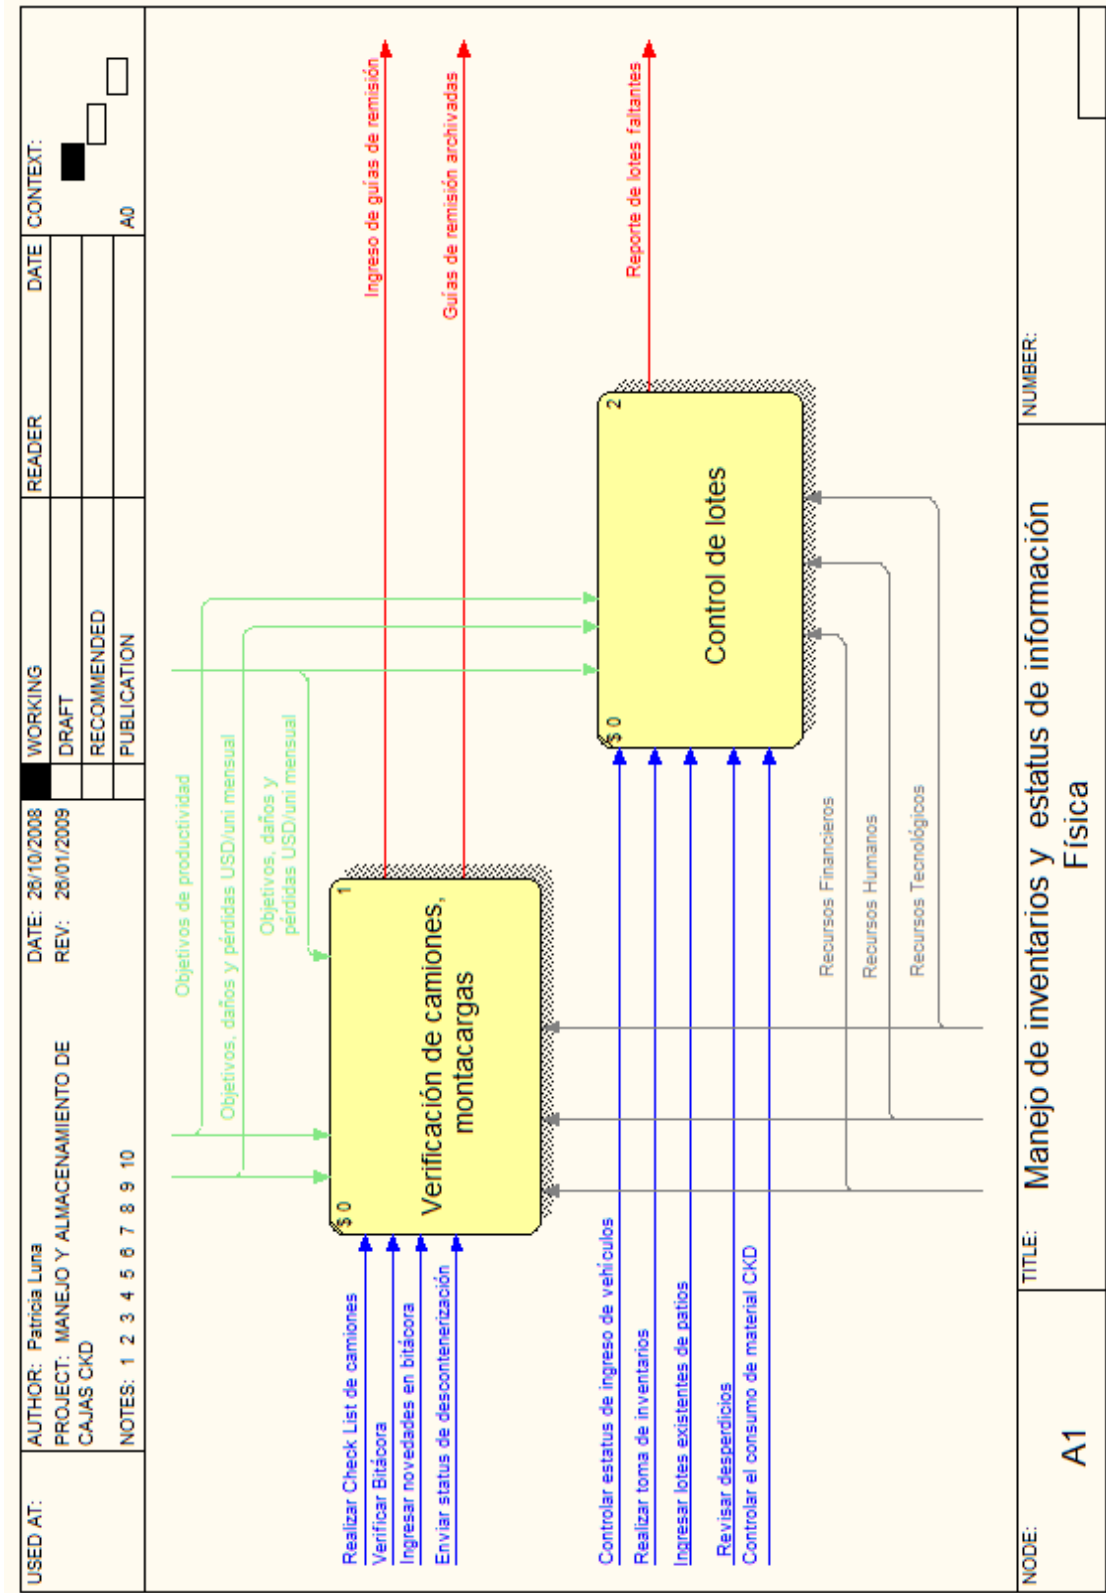 USED AT:
AUTHOR: Patricia Luna
PROJECT: MANEJO Y ALMACENAMIENTO DE
CAJAS CKD
NOTES: 1 2 3 4 5 6 7 8 9 10
DATE: 26/10/2008
REV: 26/01/2009
WORKING
DRAFT
RECOMMENDED
PUBLICATION
READER
DATE
CONTEXT:
A0
Objetivos de productividad
Objetivos, daños y pérdidas USD/uni mensual
Objetivos, daños y
pérdidas USD/uni mensual
Realizar Check List de camiones
Verificar Bitácora
Ingresar novedades en bitácora
Enviar status de descontenerización
$ 0
1
Verificación de camiones,
montacargas
Ingreso de guías de remisión
Guías de remisión archivadas
Controlar estatus de ingreso de vehículos
Realizar toma de inventarios
Ingresar lotes existentes de patios
Revisar desperdicios
Controlar el consumo de material CKD
$ 0
2
Control de lotes
Reporte de lotes faltantes
Recursos Financieros
Recursos Humanos
Recursos Tecnológicos
NODE:
A1
TITLE:
Manejo de inventarios y estatus de información
Física
NUMBER: